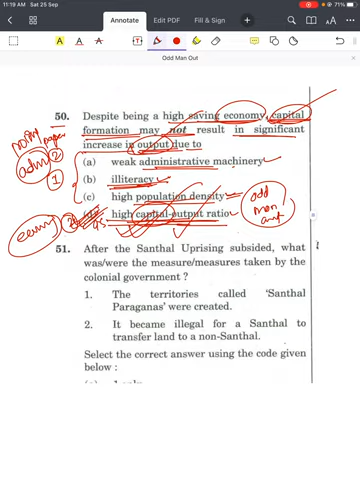 11:19 AM Sat 25 Sep
Annotate
Edit
Fill & Sign
Odd Man Out
50. Despite being a high saving economy, capital
formation may not result in significant
increase in output due to
(a) weak administrative machinery
(b) illiteracy
(c) high population density
high capital-output ratio
admn 2
1
odd
man
out
51. After the Santhal Uprising subsided, what
was/were the measure/measures taken by the
colonial government ?
1. The territories called 'Santhal
Paraganas' were created.
2. It became illegal for a Santhal to
transfer land to a non-Santhal.
Select the correct answer using the code given
below :